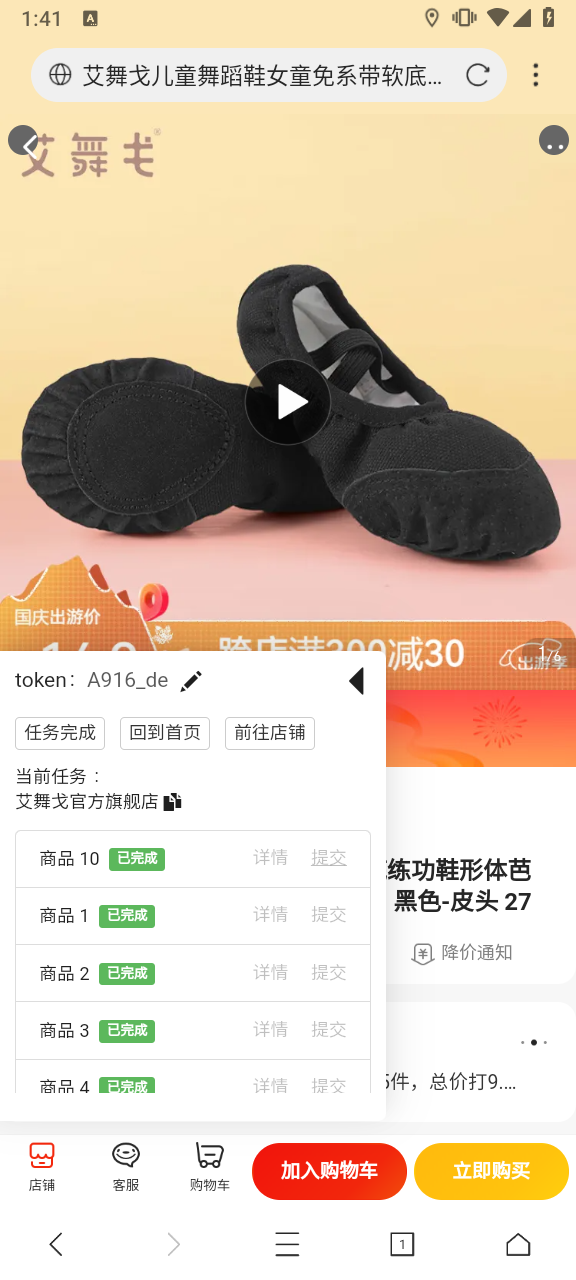 1:41
A
艾舞戈儿童舞蹈鞋女童免系带软底...
艾舞戈®
国庆出游价
跨店满300减30
出游季
1/6
token: A916_de
任务完成 回到首页 前往店铺
当前任务：
艾舞戈官方旗舰店
商品 10 已完成 详情 提交
商品 1 已完成 详情 提交
商品 2 已完成 详情 提交
商品 3 已完成 详情 提交
商品 4 已完成 详情 提交
练功鞋形体芭
黑色-皮头 27
降价通知
5件，总价打9....
店铺 客服 购物车 加入购物车 立即购买
1